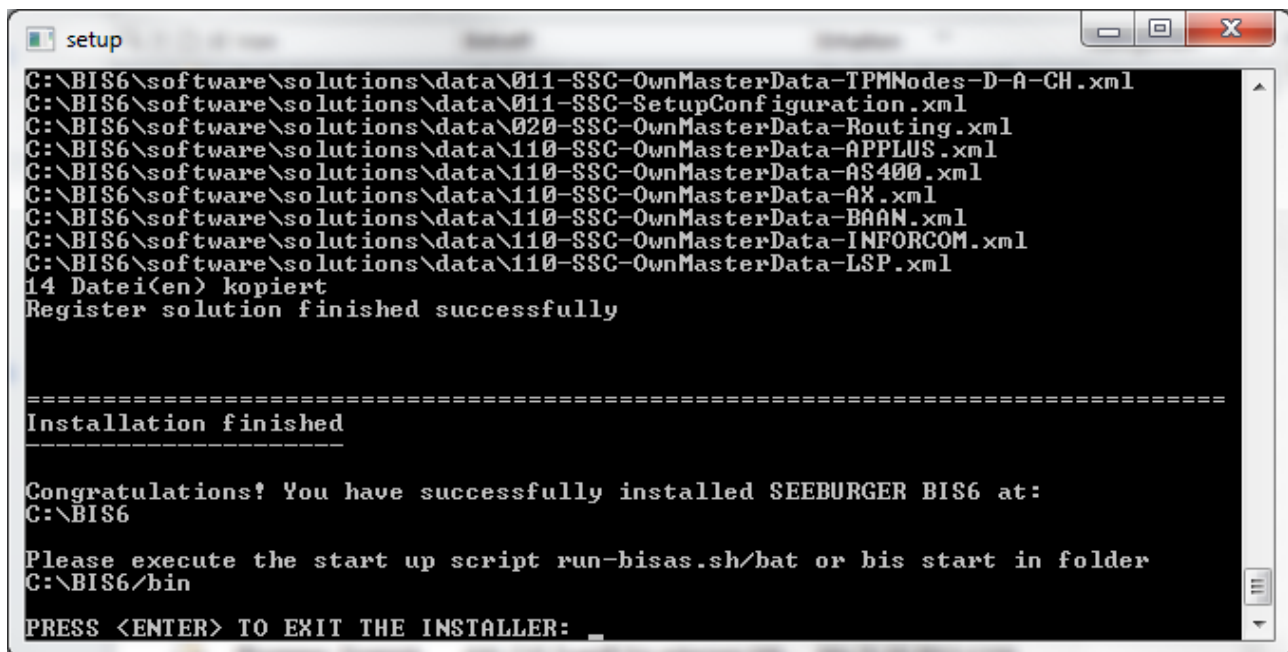 setup
C:\BIS6\software\solutions\data\011-SSC-OwnMasterData-TPMNodes-D-A-CH.xml
C:\BIS6\software\solutions\data\011-SSC-SetupConfiguration.xml
C:\BIS6\software\solutions\data\020-SSC-OwnMasterData-Routing.xml
C:\BIS6\software\solutions\data\110-SSC-OwnMasterData-APPLUS.xml
C:\BIS6\software\solutions\data\110-SSC-OwnMasterData-AS400.xml
C:\BIS6\software\solutions\data\110-SSC-OwnMasterData-AX.xml
C:\BIS6\software\solutions\data\110-SSC-OwnMasterData-BAAN.xml
C:\BIS6\software\solutions\data\110-SSC-OwnMasterData-INFORCOM.xml
C:\BIS6\software\solutions\data\110-SSC-OwnMasterData-LSP.xml
14 Datei(en) kopiert
Register solution finished successfully
===============================================================================
Installation finished
---------------------
Congratulations! You have successfully installed SEEBURGER BIS6 at:
C:\BIS6
Please execute the start up script run-bisas.sh/bat or bis start in folder
C:\BIS6/bin
PRESS <ENTER> TO EXIT THE INSTALLER: _